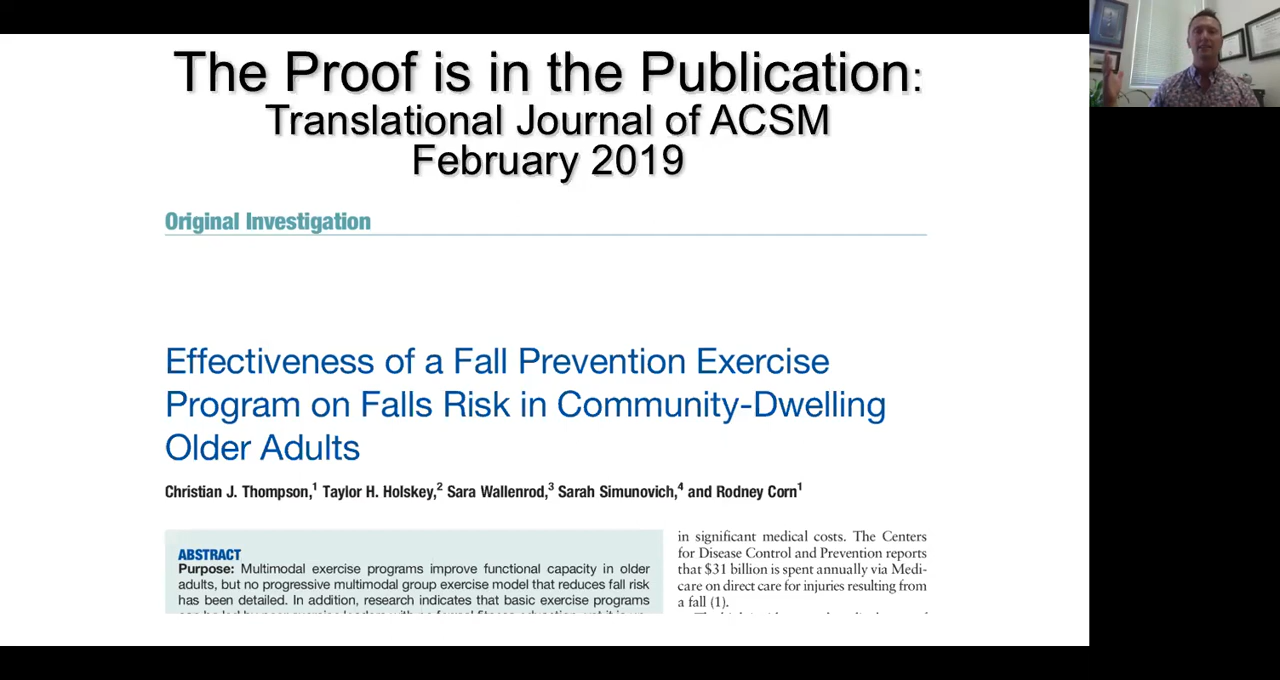 The Proof is in the Publication:
Translational Journal of ACSM
February 2019
Original Investigation
Effectiveness of a Fall Prevention Exercise
Program on Falls Risk in Community-Dwelling
Older Adults
Christian J. Thompson,1 Taylor H. Holskey,2 Sara Wallenrod,3 Sarah Simunovich,4 and Rodney Corn1
ABSTRACT
Purpose: Multimodal exercise programs improve functional capacity in older
adults, but no progressive multimodal group exercise model that reduces fall risk
has been detailed. In addition, research indicates that basic exercise programs
in significant medical costs. The Centers
for Disease Control and Prevention reports
that $31 billion is spent annually via Medi-
care on direct care for injuries resulting from
a fall (1).